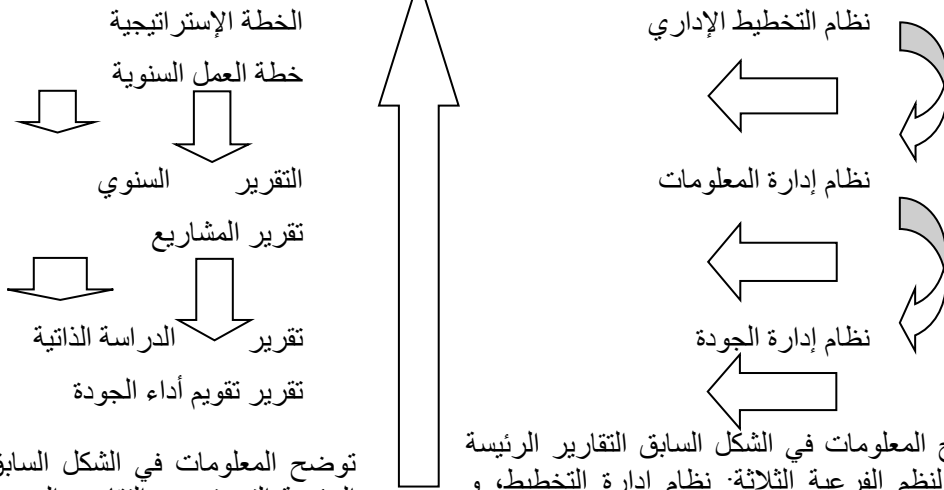 نظام التخطيط الإداري
نظام إدارة المعلومات
نظام إدارة الجودة
المعلومات في الشكل السابق التقارير الرئيسة
لنظم الفرعية الثلاثة: نظام إدارة التخطيط، و
الخطة الإستراتيجية
خطة العمل السنوية
التقرير السنوي
تقرير المشاريع
تقرير الدراسة الذاتية
تقرير تقويم أداء الجودة
توضح المعلومات في الشكل السابق